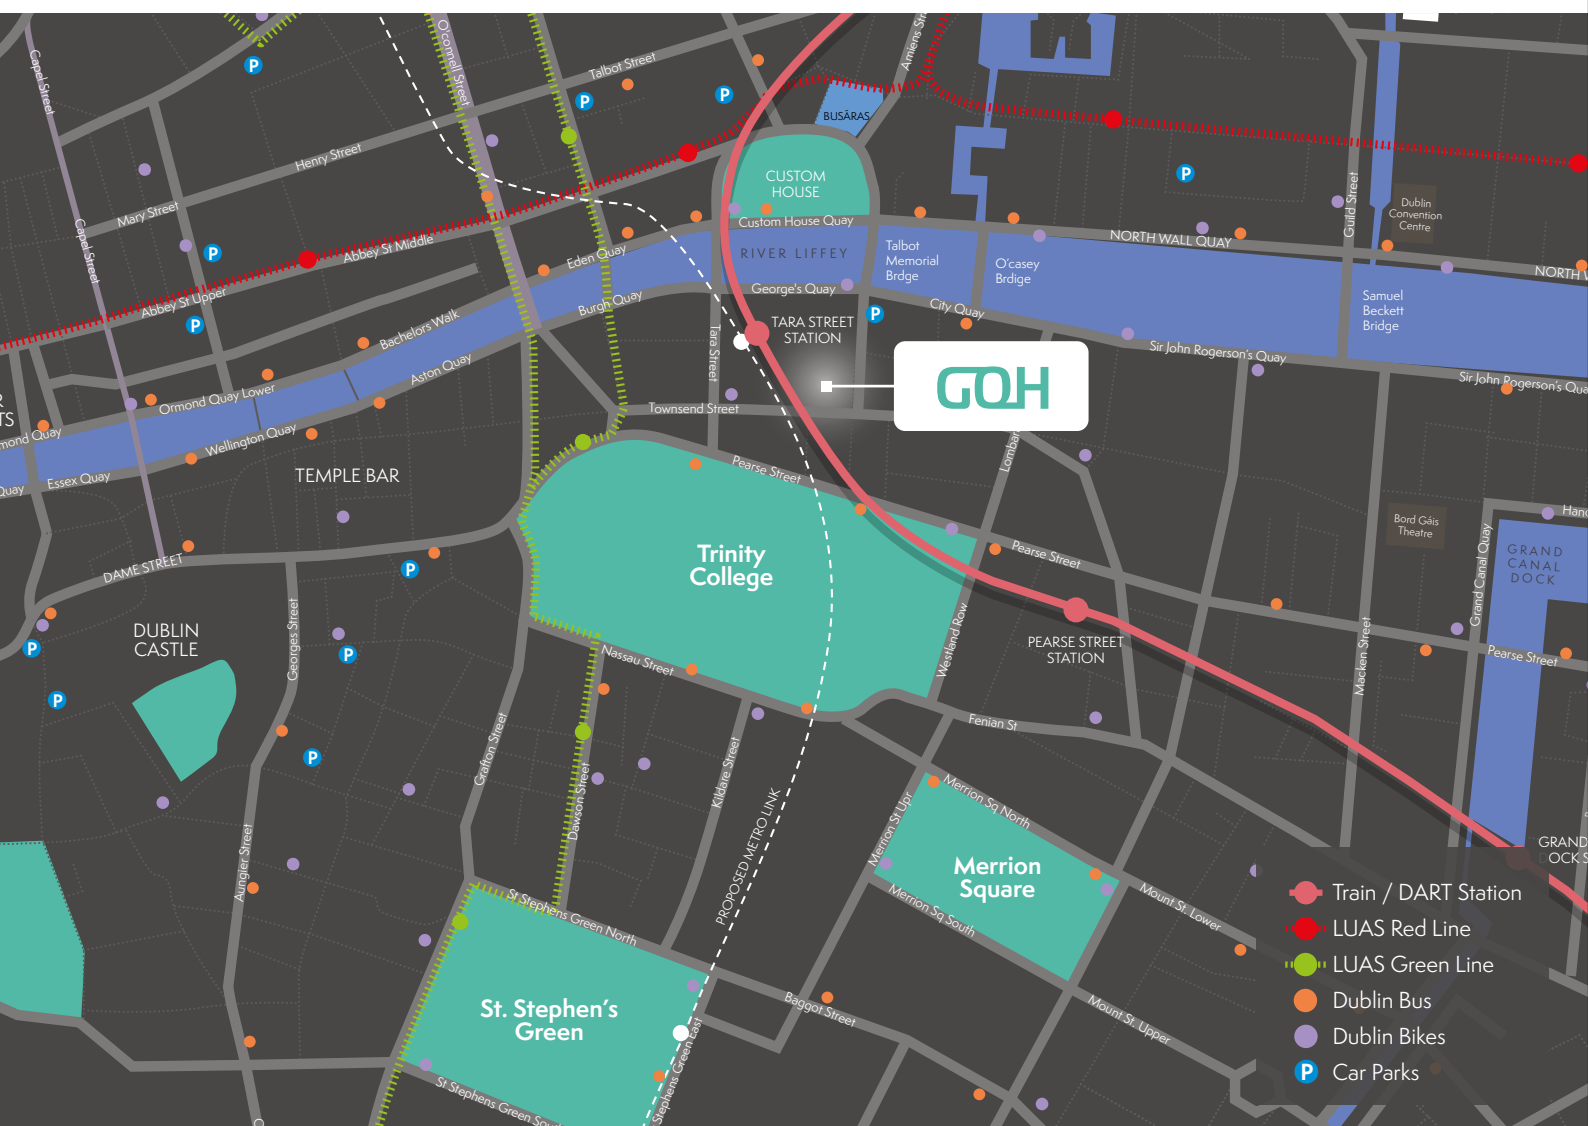 Capel Street
O'connell Street
Talbot Street
Amiens Str
P
P
P
BUSÁRAS
Henry Street
P
CUSTOM
HOUSE
Mary Street
Capel Street
Guild Street
Dublin
Convention
Centre
P
Abbey St Middle
Eden Quay
Custom House Quay
RIVER LIFFEY
Talbot
Memorial
Brdge
O'casey
Brdige
NORTH WALL QUAY
NORTH W
Abbey St Upper
P
Bachelors Walk
Burgh Quay
George's Quay
City Quay
P
Samuel
Beckett
Bridge
TARA STREET
STATION
Tara Street
Sir John Rogerson's Quay
Sir John Rogerson's Qua
GOH
Aston Quay
Ormond Quay Lower
Townsend Street
R
TS
mond Quay
Wellington Quay
Lombar
Essex Quay
Quay
TEMPLE BAR
Pearse Street
Bord Gáis
Theatre
Hano
Grand Canal Quay
GRAND
CANAL
DOCK
Trinity
College
Pearse Street
DAME STREET
P
Georges Street
DUBLIN
CASTLE
P
P
P
Nassau Street
Westland Row
PEARSE STREET
STATION
Macken Street
Pearse Street
Fenian St
Grafton Street
P
Dawson Street
Kildare Street
PROPOSED METRO LINK
Merrion St Upr
Merrion Sq North
Merrion
Square
Merrion Sq South
Mount St. Lower
Aungier Street
St Stephens Green North
St. Stephen's
Green
Baggot Street
Mount St. Upper
Stephens Green East
St Stephens Green Sou
GRAND
DOCK S
Train / DART Station
LUAS Red Line
LUAS Green Line
Dublin Bus
Dublin Bikes
P Car Parks